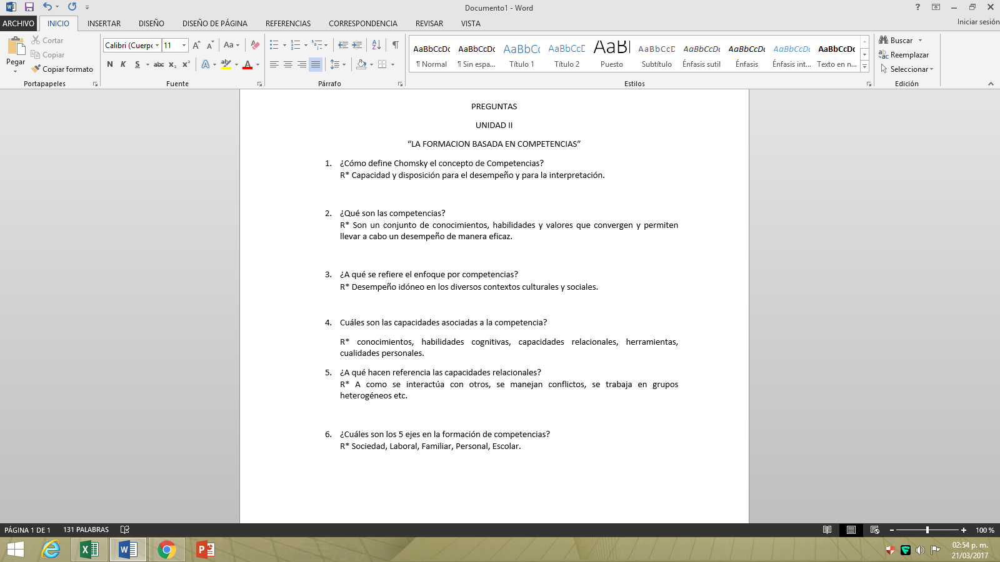 Documento1 - Word
?
ARCHIVO INICIO INSERTAR DISEÑO DISEÑO DE PÁGINA REFERENCIAS CORRESPONDENCIA REVISAR VISTA Iniciar sesión
Pegar
Cortar
Copiar
Copiar formato
Portapapeles
Calibri (Cuerpo 11 A A Aa
N K S abc x₂ x² A ab A
Fuente
Párrafo
AaBbCcDc AaBbCcDc AaBbCc AaBbCcD AaB AaBbCcD AaBbCcDc AaBbCcDc AaBbCcDc AaBbCcDc
¶ Normal ¶ Sin espa... Título 1 Título 2 Puesto Subtítulo Énfasis sutil Énfasis Énfasis int... Texto en n...
Estilos
Buscar
Reemplazar
Seleccionar
Edición
PREGUNTAS
UNIDAD II
“LA FORMACION BASADA EN COMPETENCIAS”
1. ¿Cómo define Chomsky el concepto de Competencias?
R* Capacidad y disposición para el desempeño y para la interpretación.
2. ¿Qué son las competencias?
R* Son un conjunto de conocimientos, habilidades y valores que convergen y permiten
llevar a cabo un desempeño de manera eficaz.
3. ¿A qué se refiere el enfoque por competencias?
R* Desempeño idóneo en los diversos contextos culturales y sociales.
4. Cuáles son las capacidades asociadas a la competencia?
R* conocimientos, habilidades cognitivas, capacidades relacionales, herramientas,
cualidades personales.
5. ¿A qué hacen referencia las capacidades relacionales?
R* A como se interactúa con otros, se manejan conflictos, se trabaja en grupos
heterogéneos etc.
6. ¿Cuáles son los 5 ejes en la formación de competencias?
R* Sociedad, Laboral, Familiar, Personal, Escolar.
PÁGINA 1 DE 1 131 PALABRAS 100 %
02:54 p. m.
21/03/2017